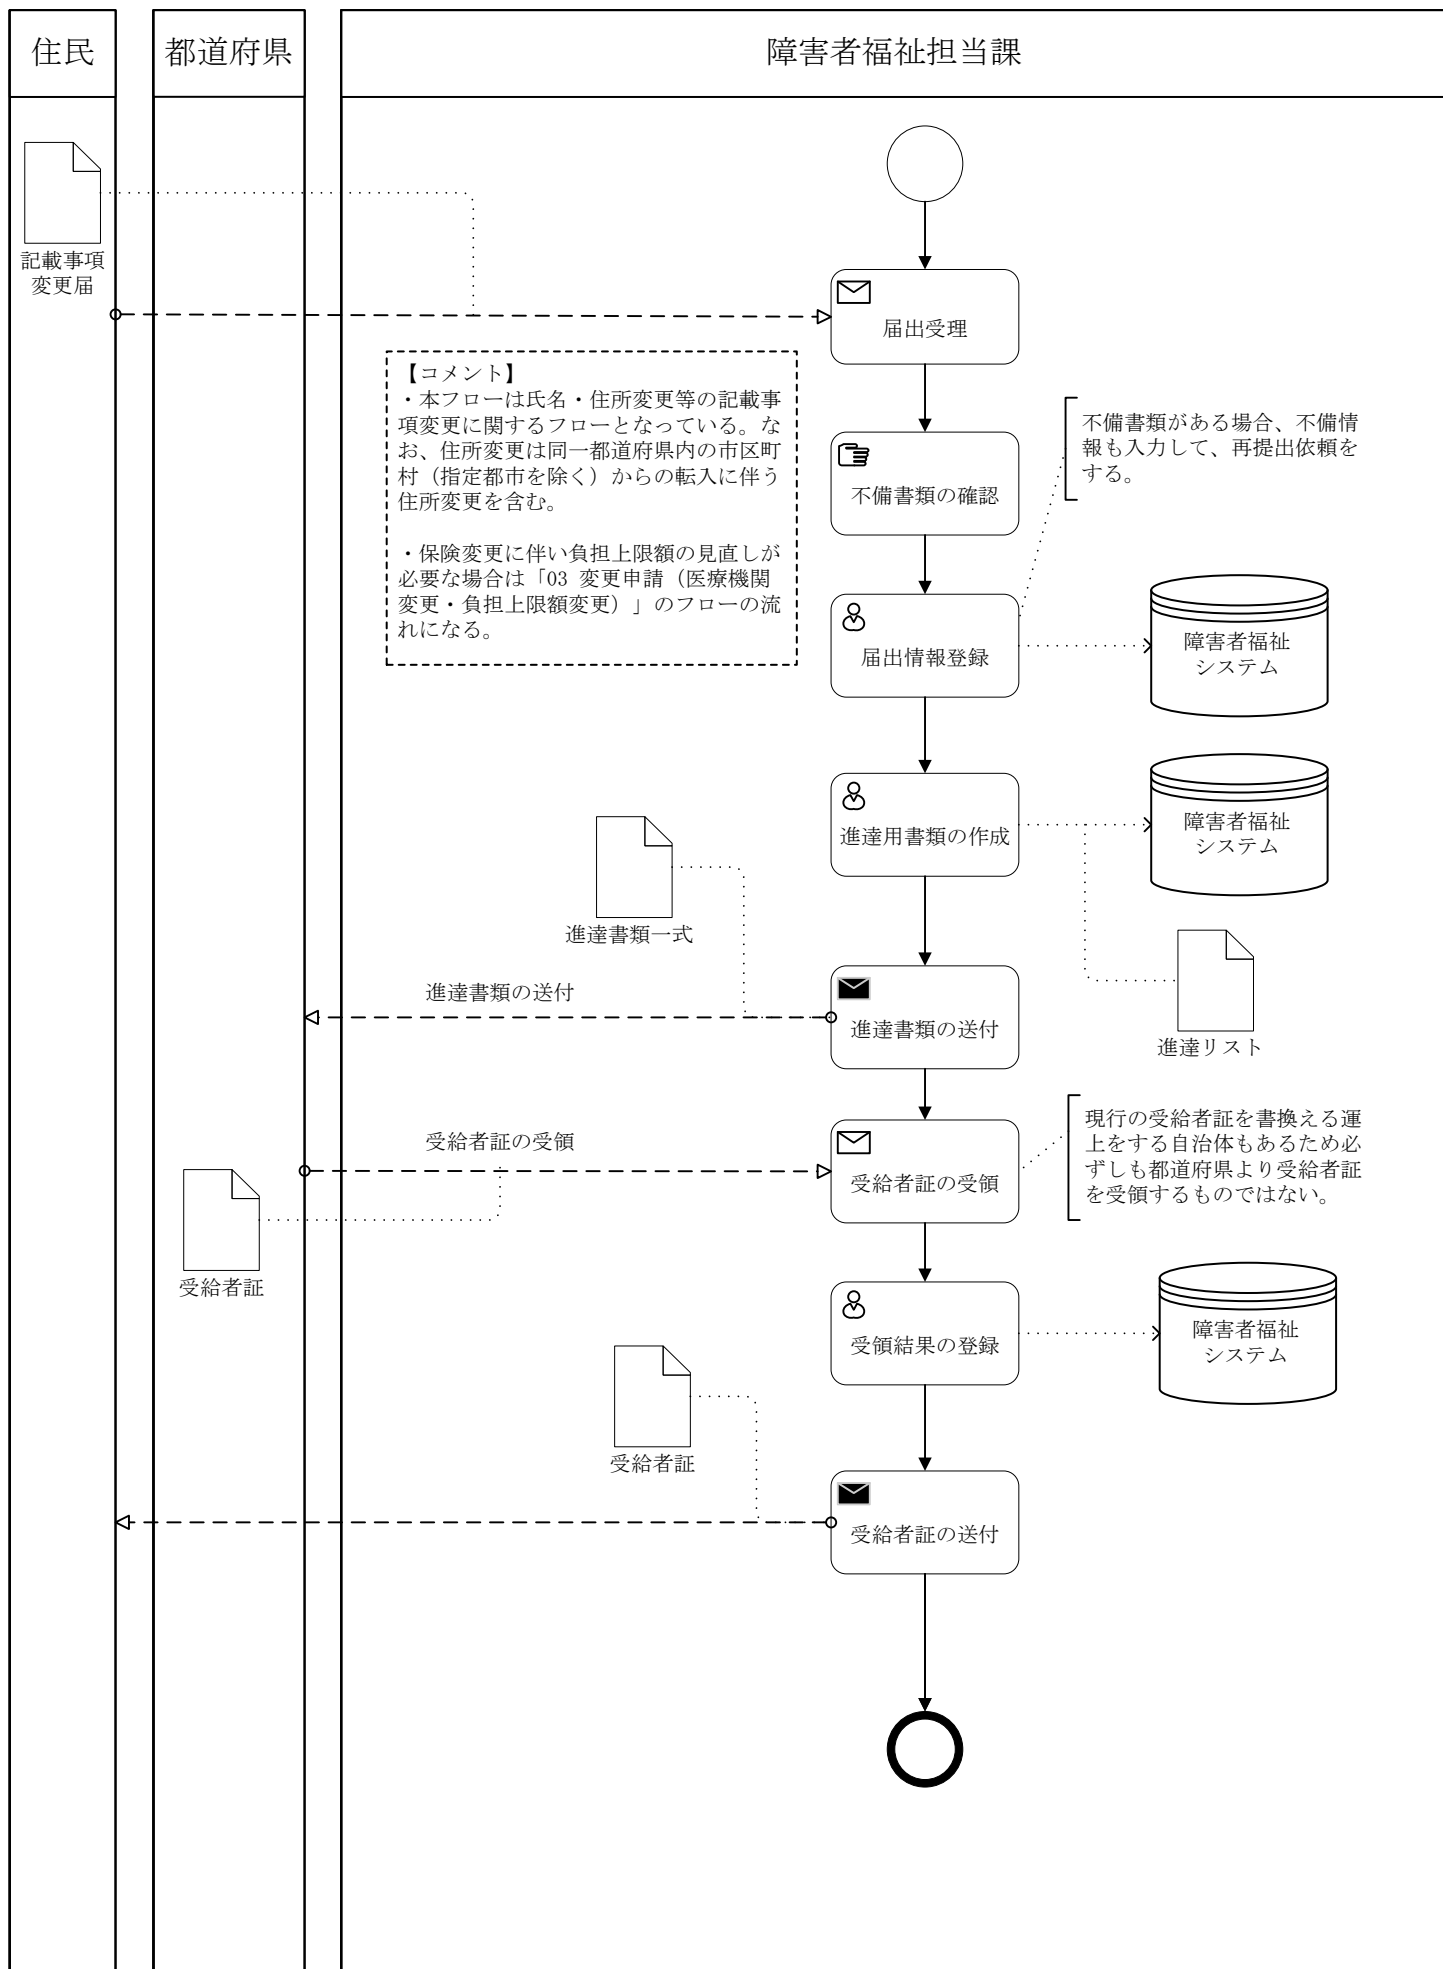 住民
都道府県
障害者福祉担当課
記載事項
変更届
届出受理
【コメント】
・本フローは氏名・住所変更等の記載事
項変更に関するフローとなっている。な
お、住所変更は同一都道府県内の市区町
村（指定都市を除く）からの転入に伴う
住所変更を含む。
・保険変更に伴い負担上限額の見直しが
必要な場合は「03 変更申請（医療機関
変更・負担上限額変更）」のフローの流
れになる。
不備書類がある場合、不備情
報も入力して、再提出依頼を
する。
不備書類の確認
届出情報登録
障害者福祉
システム
進達用書類の作成
障害者福祉
システム
進達書類一式
進達リスト
進達書類の送付
進達書類の送付
受給者証の受領
受給者証の受領
現行の受給者証を書換える運
上をする自治体もあるため必
ずしも都道府県より受給者証
を受領するものではない。
受給者証
受領結果の登録
障害者福祉
システム
受給者証
受給者証の送付